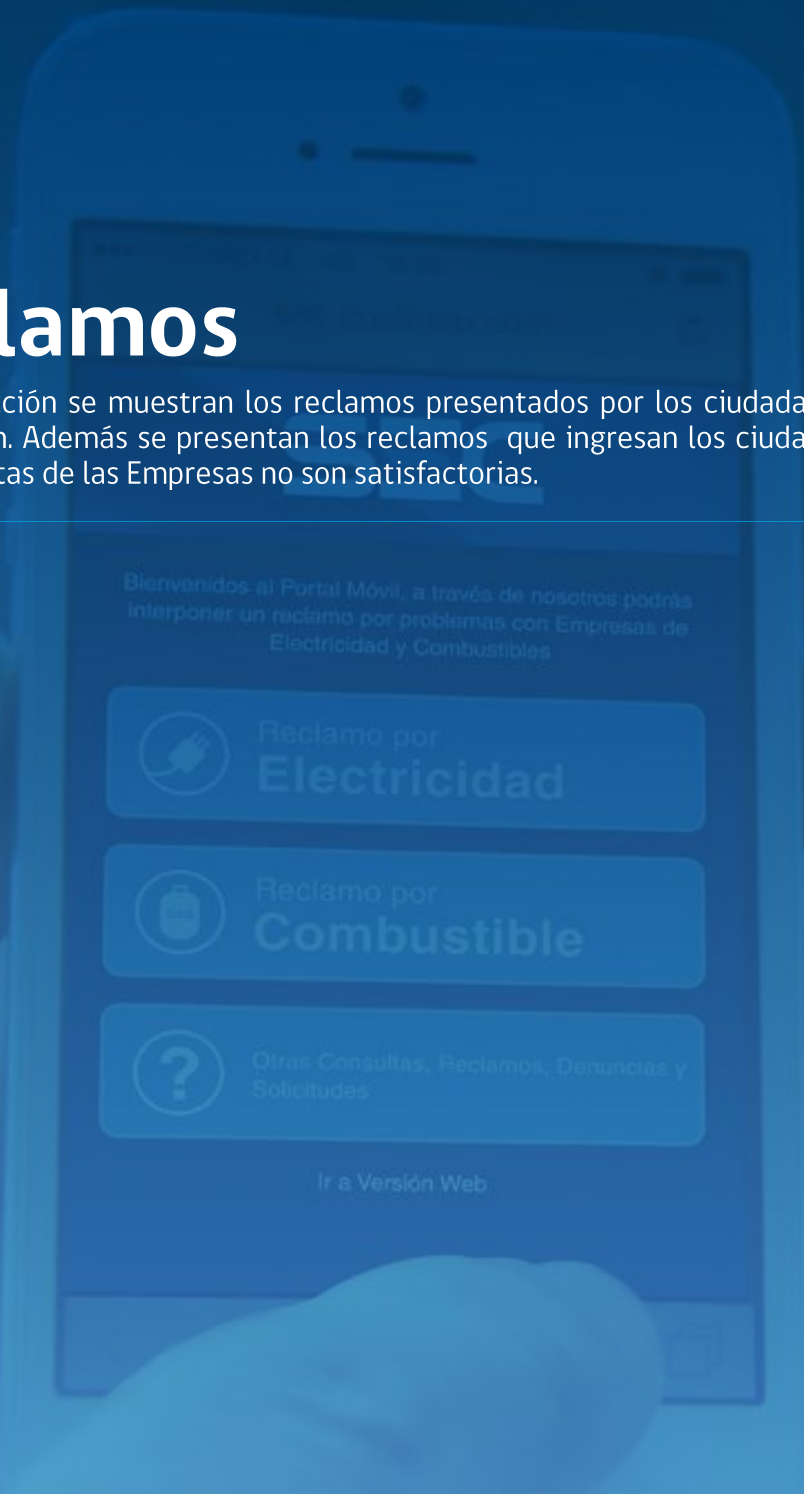 lamos
ción se muestran los reclamos presentados por los ciudada
n. Además se presentan los reclamos que ingresan los ciuda
tas de las Empresas no son satisfactorias.
SEC
Bienvenidos al Portal Móvil, a través de nosotros podrás
interponer un reclamo por problemas con Empresas de
Electricidad y Combustibles
Reclamo por
Electricidad
Reclamo por
Combustible
GAS
?
Otras Consultas, Reclamos, Denuncias y
Solicitudes
Ir a Versión Web